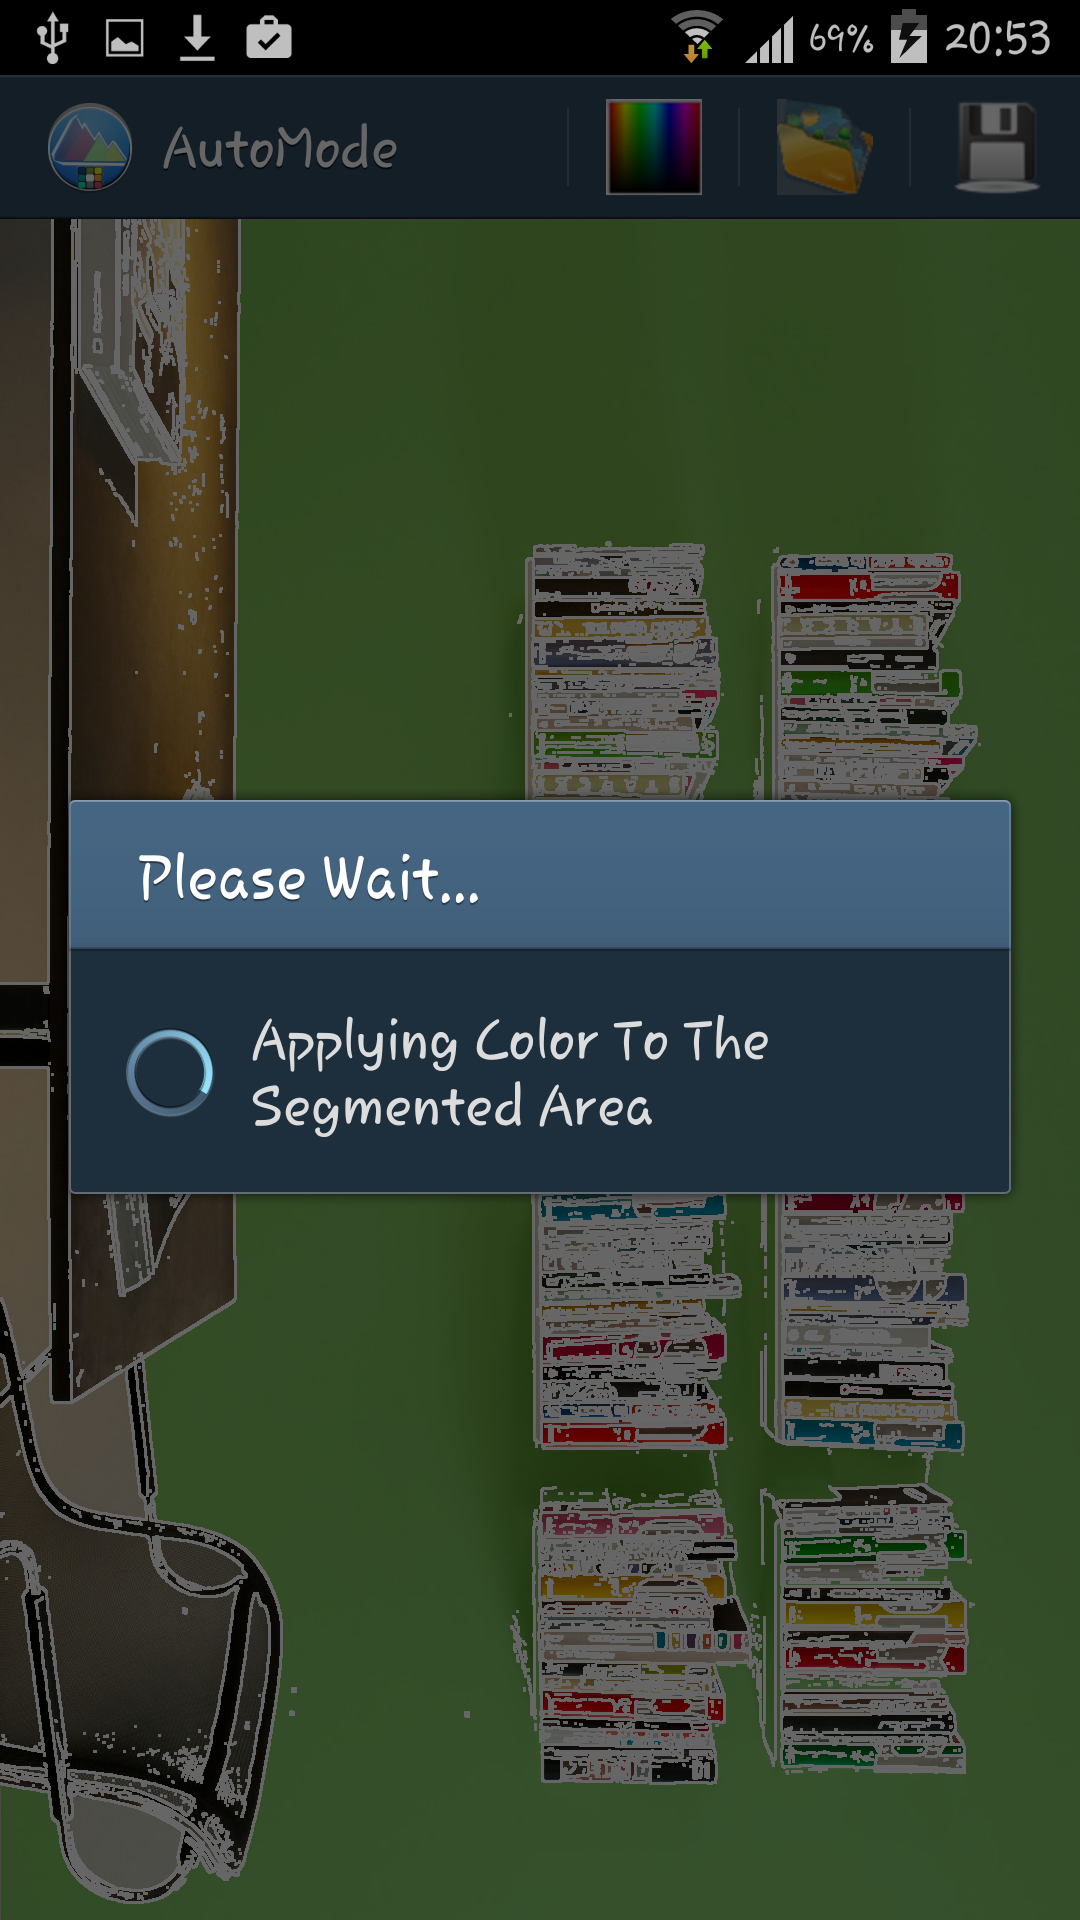 69% 20:53
AutoMode
Please Wait...
Applying Color To The
Segmented Area